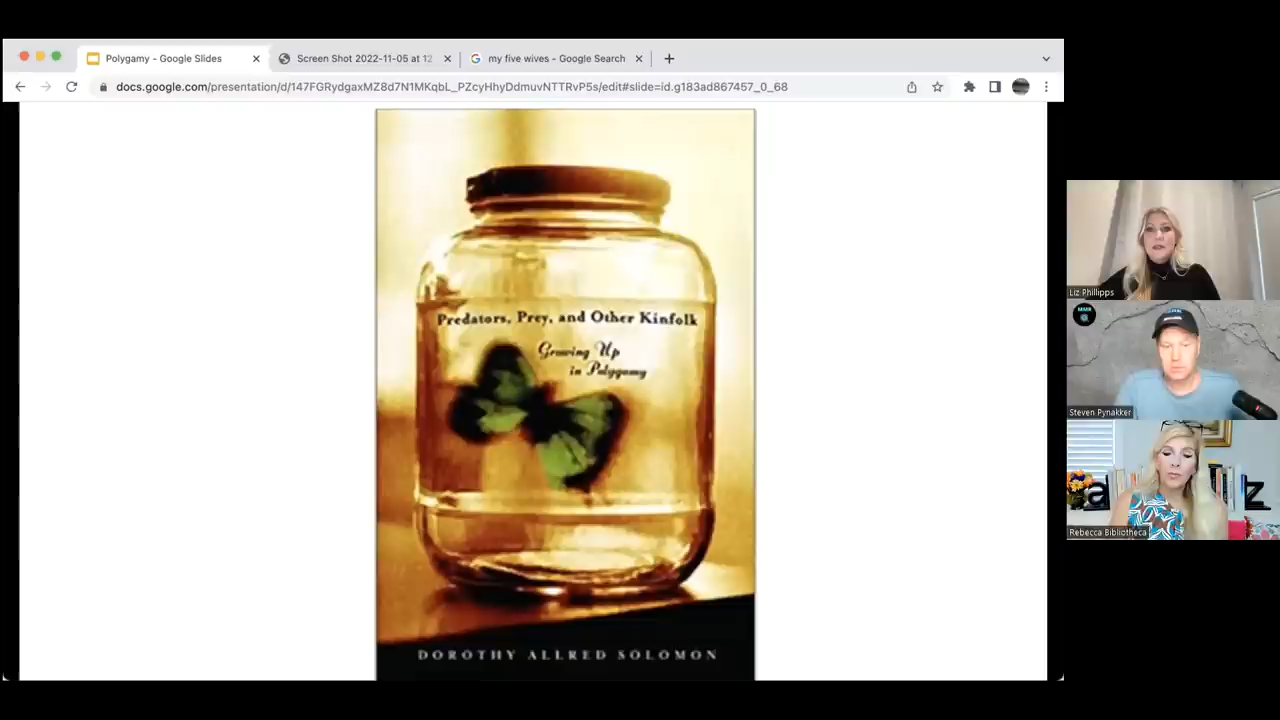 Polygamy - Google Slides
Screen Shot 2022-11-05 at 12
my five wives - Google Search
docs.google.com/presentation/d/147FGRydgaxMZ8d7N1MKqbL_PZcyHhyDdmuvNTTRvP5s/edit#slide=id.g183ad867457_0_68
Predators, Prey, and Other Kinfolk
Growing Up
in Polygamy
DOROTHY ALLRED SOLOMON
Liz Phillipps
Steven Pynakker
Rebecca Bibliotheca
a
z